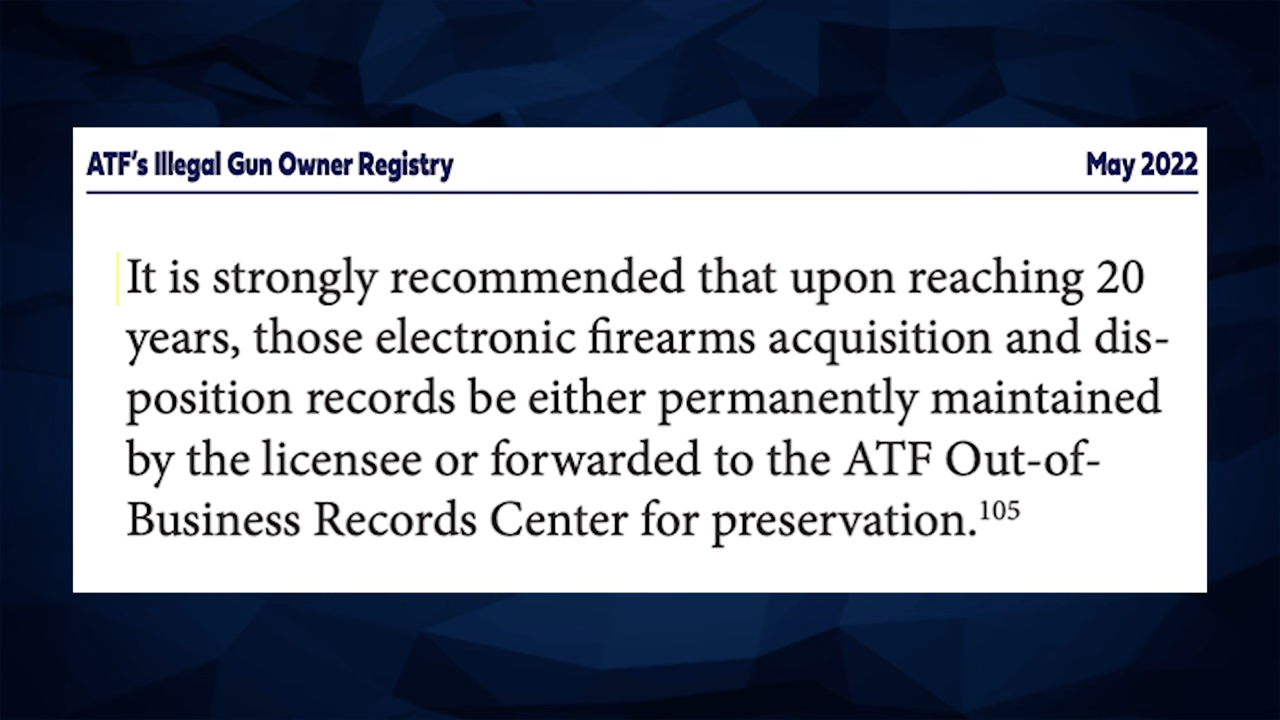 ATF's Illegal Gun Owner Registry May 2022
It is strongly recommended that upon reaching 20
years, those electronic firearms acquisition and dis-
position records be either permanently maintained
by the licensee or forwarded to the ATF Out-of-
Business Records Center for preservation.105